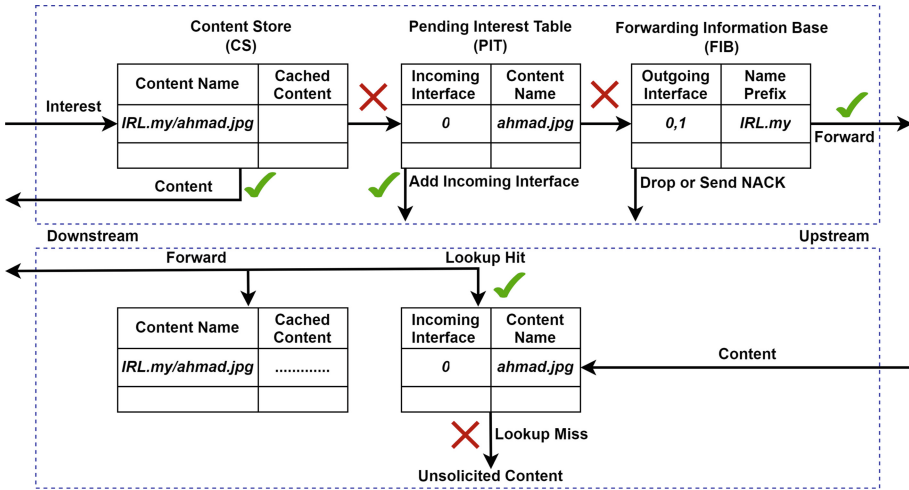 Content Store
(CS)
Pending Interest Table
(PIT)
Forwarding Information Base
(FIB)
Interest
Content Name
Cached
Content
IRL.my/ahmad.jpg
Incoming
Interface
Content
Name
0
ahmad.jpg
Outgoing
Interface
Name
Prefix
0,1
IRL.my
Forward
Content
Add Incoming Interface
Drop or Send NACK
Downstream
Upstream
Forward
Lookup Hit
Content Name
Cached
Content
IRL.my/ahmad.jpg
.............
Incoming
Interface
Content
Name
0
ahmad.jpg
Content
Lookup Miss
Unsolicited Content